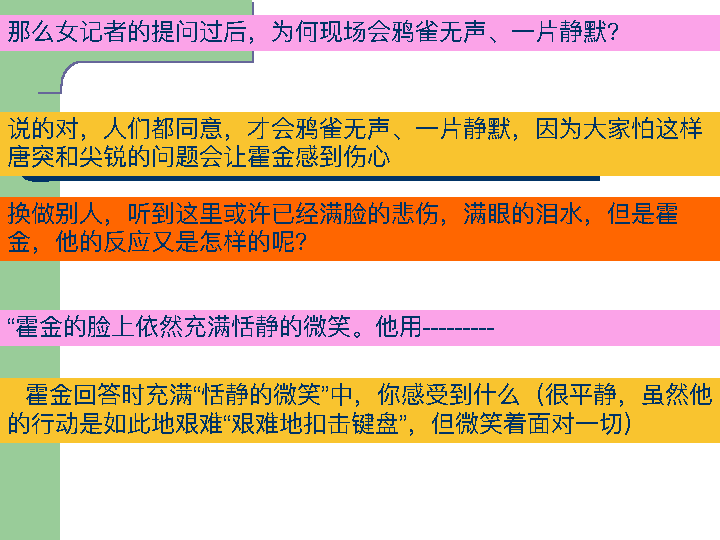 那么女记者的提问过后，为何现场会鸦雀无声、一片静默?
说的对，人们都同意，才会鸦雀无声、一片静默，因为大家怕这样
唐突和尖锐的问题会让霍金感到伤心
换做别人，听到这里或许已经满脸的悲伤，满眼的泪水，但是霍
金，他的反应又是怎样的呢?
“霍金的脸上依然充满恬静的微笑。他用---------
霍金回答时充满“恬静的微笑”中，你感受到什么（很平静，虽然他
的行动是如此地艰难“艰难地扣击键盘”，但微笑着面对一切）